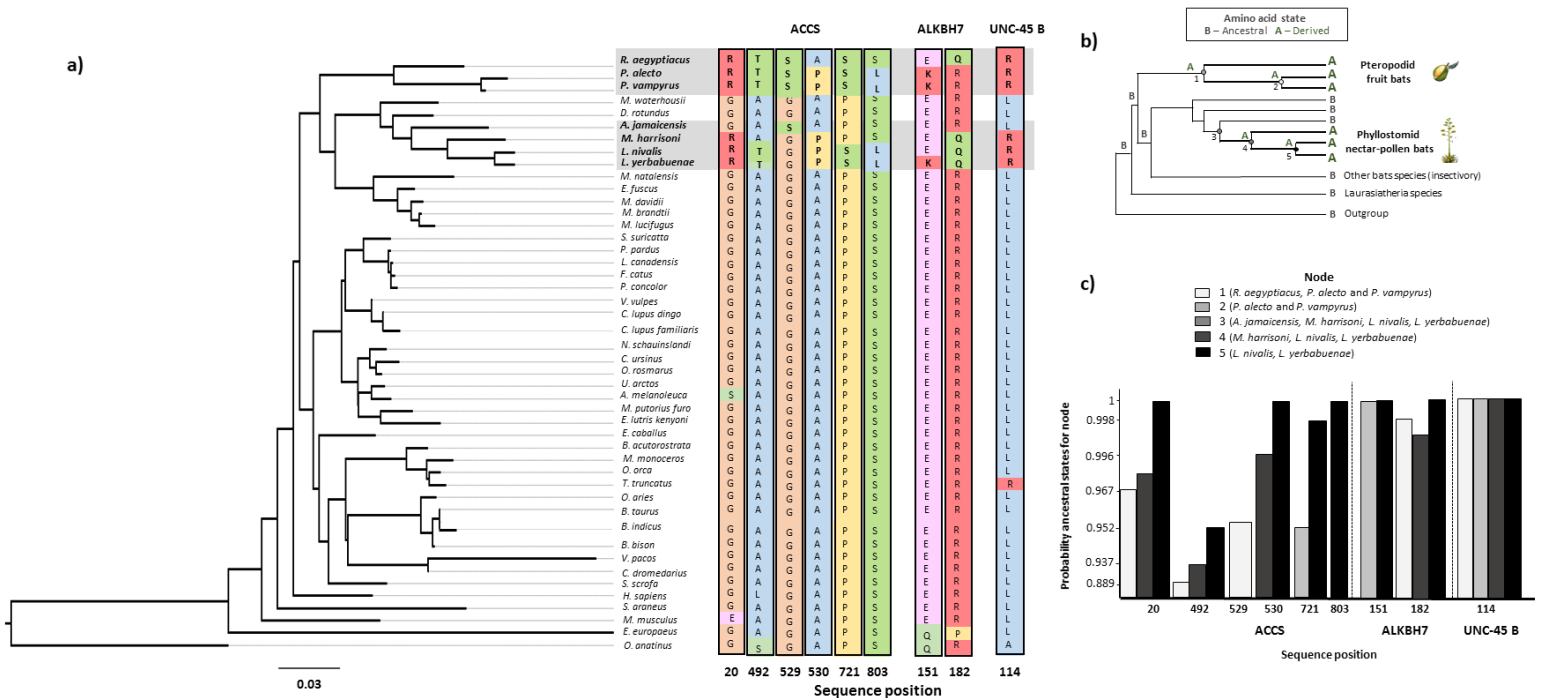 a)
ACCS ALKBH7 UNC-45 B
R. aegyptiacus R T S A S S E Q R
P. alecto R T S P S L K R R
P. vampyrus R T S P S L K R R
M. waterhousii G A G A P S E R L
D. rotundus G A G A P S E R L
A. jamaicensis G A S A P S E R L
M. harrisoni R A G P P S E Q R
L. nivalis R T G P S L E Q R
L. yerbabuenae R T G P S L K Q R
M. natalensis G A G A P S E R L
E. fuscus G A G A P S E R L
M. davidii G A G A P S E R L
M. brandtii G A G A P S E R L
M. lucifugus G A G A P S E R L
S. suricatta G A G A P S E R L
P. pardus G A G A P S E R L
L. canadensis G A G A P S E R L
F. catus G A G A P S E R L
P. concolor G A G A P S E R L
V. vulpes G A G A P S E R L
C. lupus dingo G A G A P S E R L
C. lupus familiaris G A G A P S E R L
N. schauinslandi G A G A P S E R L
C. ursinus G A G A P S E R L
O. rosmarus G A G A P S E R L
U. arctos G A G A P S E R L
A. melanoleuca S A G A P S E R L
M. putorius furo G A G A P S E R L
E. lutris kenyoni G A G A P S E R L
E. caballus G A G A P S E R L
B. acutorostrata G A G A P S E R L
M. monoceros G A G A P S E R L
O. orca G A G A P S E R L
T. truncatus G A G A P S E R R
O. aries G A G A P S E R L
B. taurus G A G A P S E R L
B. indicus G A G A P S E R L
B. bison G A G A P S E R L
V. pacos G A G A P S E R L
C. dromedarius G A G A P S E R L
S. scrofa G A G A P S E R L
H. sapiens G L G A P S E R L
S. araneus G A G A P S E R L
M. musculus E A G A P S E R L
E. europaeus G A G A P S Q P L
O. anatinus G S G A P S Q R A
20 492 529 530 721 803 151 182 114
Sequence position
0.03
b)
Amino acid state
B – Ancestral A – Derived
A A
1 A A
2 A
Pteropodid
fruit bats
B B
B
B B
B 3 A A
4 A A
5 A
Phyllostomid
nectar-pollen bats
B Other bats species (insectivory)
B Laurasiatheria species
B Outgroup
c)
Node
1 (R. aegyptiacus, P. alecto and P. vampyrus)
2 (P. alecto and P. vampyrus)
3 (A. jamaicensis, M. harrisoni, L. nivalis, L. yerbabuenae)
4 (M. harrisoni, L. nivalis, L. yerbabuenae)
5 (L. nivalis, L. yerbabuenae)
Probability ancestral states for node
1
0.998
0.996
0.967
0.952
0.937
0.889
20 492 529 530 721 803 151 182 114
ACCS ALKBH7 UNC-45 B
Sequence position